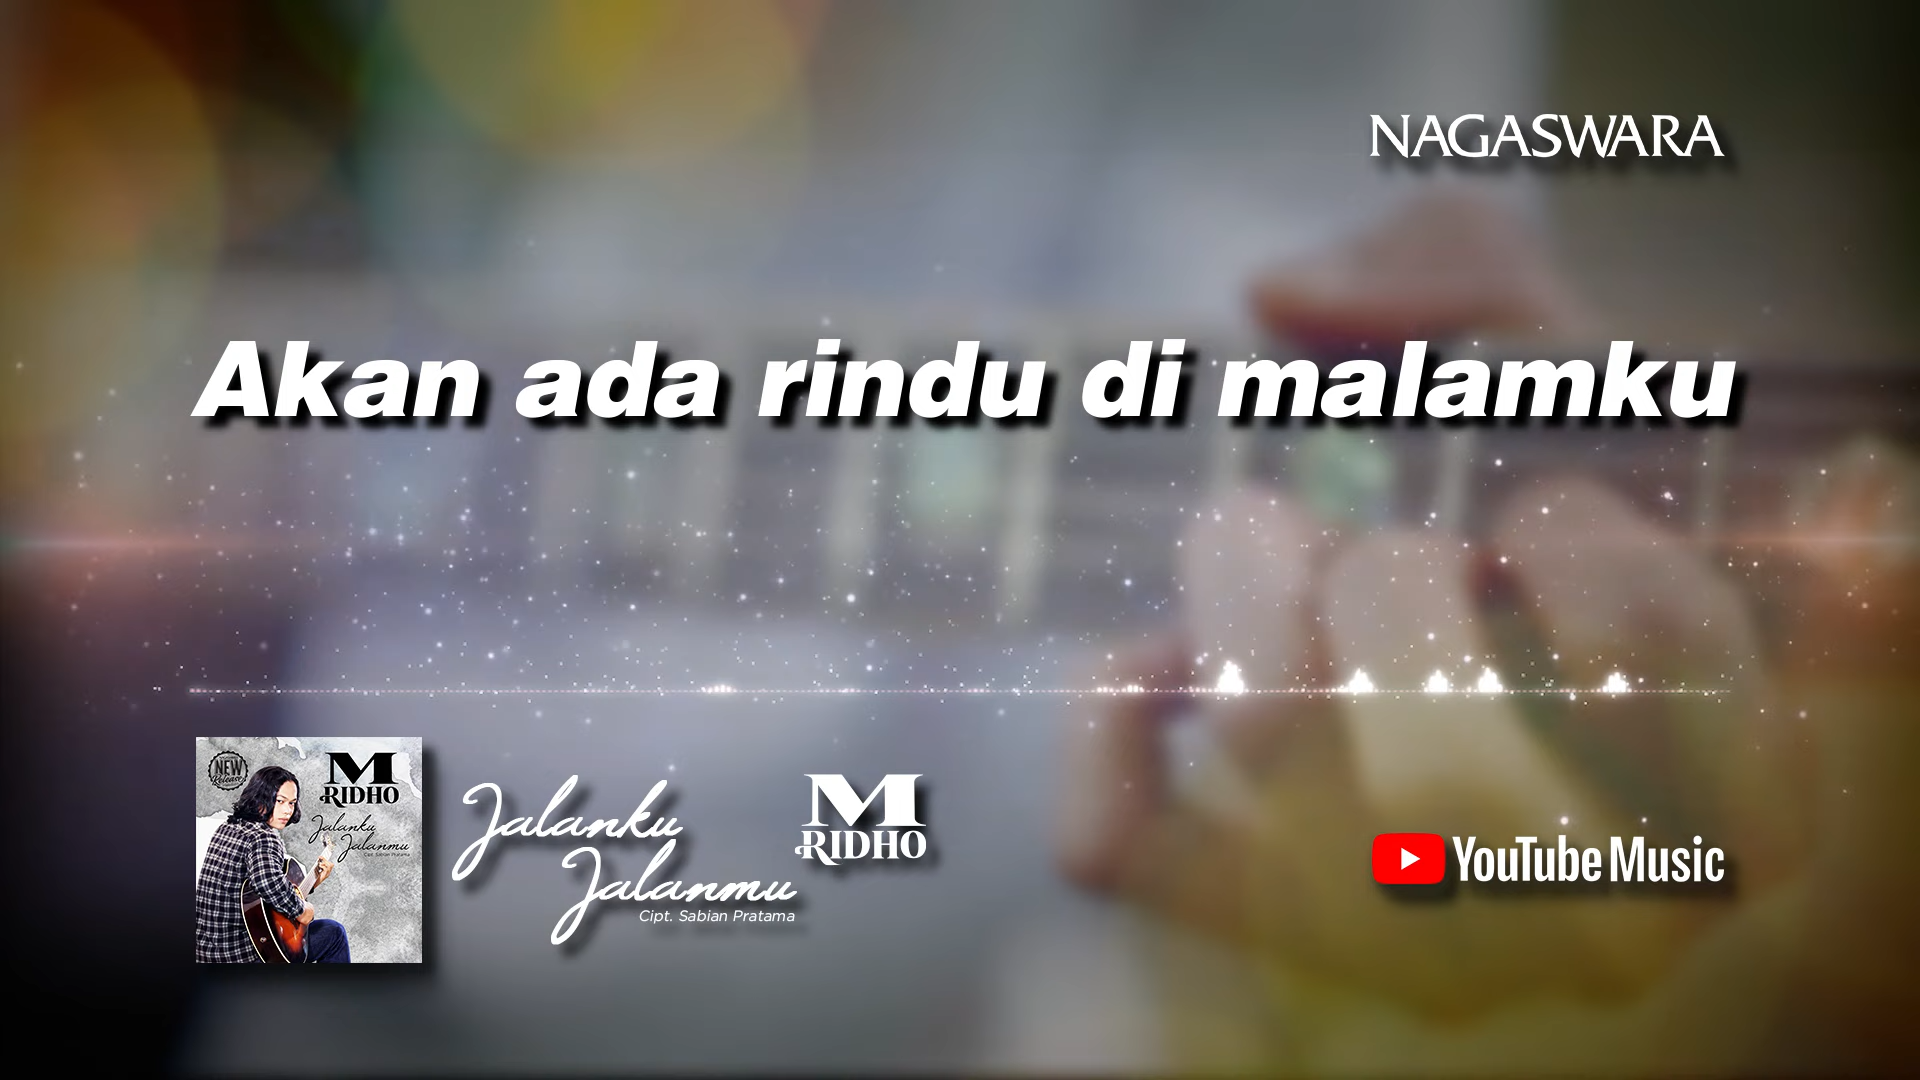 NAGASWARA
Akan ada rindu di malamku
NEW
Release
M
RIDHO
Jalanku
Jalanmu
Cipt. Sabian Pratama
Jalanku
Jalanmu
Cipt. Sabian Pratama
M
RIDHO
YouTube Music